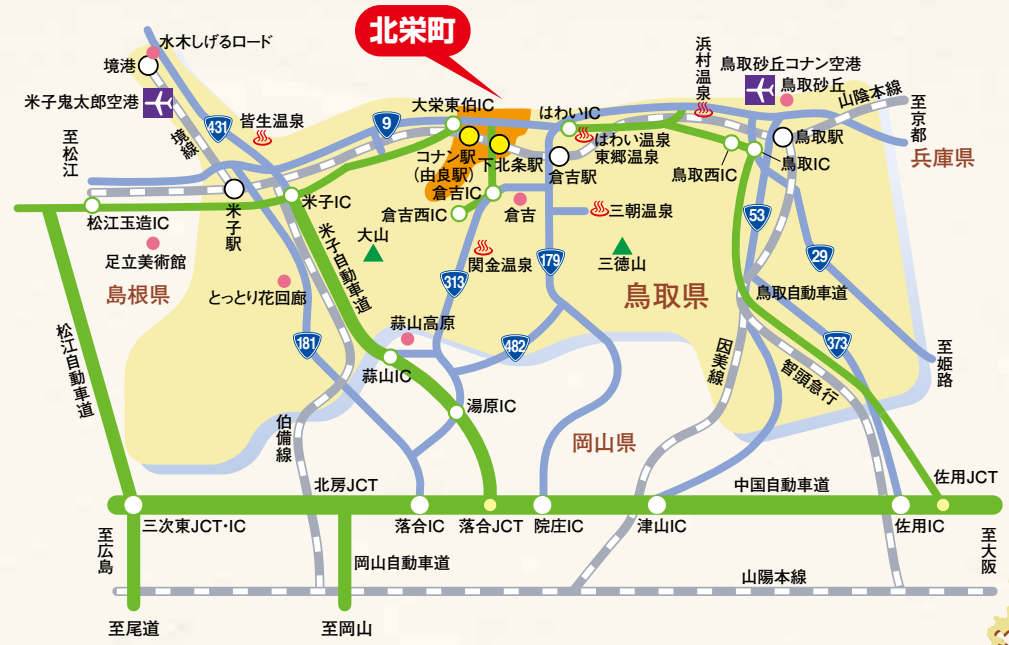 北栄町
水木しげるロード
境港
米子鬼太郎空港
境線
431
皆生温泉
9
大栄東伯IC
はわいIC
浜村温泉
鳥取砂丘コナン空港
鳥取砂丘
山陰本線
至京都
兵庫県
至松江
コナン駅
(由良駅)
下北条駅
はわい温泉
東郷温泉
倉吉駅
鳥取西IC
鳥取駅
鳥取IC
松江玉造IC
米子駅
米子IC
倉吉IC
倉吉西IC
倉吉
三朝温泉
53
29
足立美術館
島根県
とっとり花回廊
米子自動車道
大山
関金温泉
313
179
三徳山
鳥取県
鳥取自動車道
373
至姫路
松江自動車道
181
蒜山高原
蒜山IC
482
因美線
智頭急行
湯原IC
伯備線
岡山県
北房JCT
中国自動車道
佐用JCT
三次東JCT・IC
落合IC
落合JCT
院庄IC
津山IC
佐用IC
至広島
岡山自動車道
山陽本線
至大阪
至尾道
至岡山